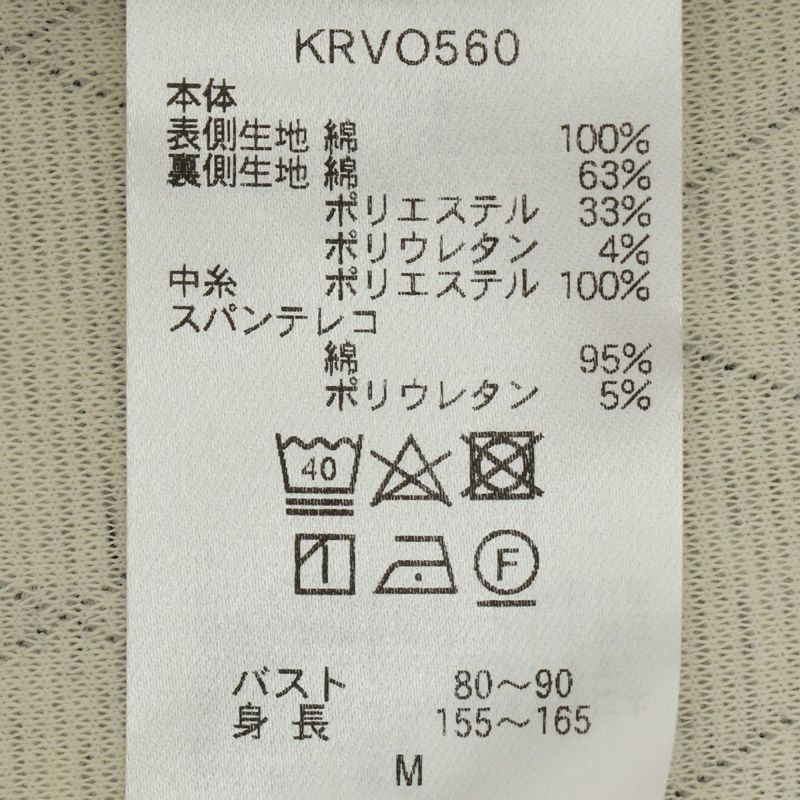 KRVO560
本体
表側生地 綿 100%
裏側生地 綿 63%
ポリエステル 33%
ポリウレタン 4%
中糸 ポリエステル 100%
スパンテレコ
綿 95%
ポリウレタン 5%
40
F
バスト 80～90
身長 155～165
M